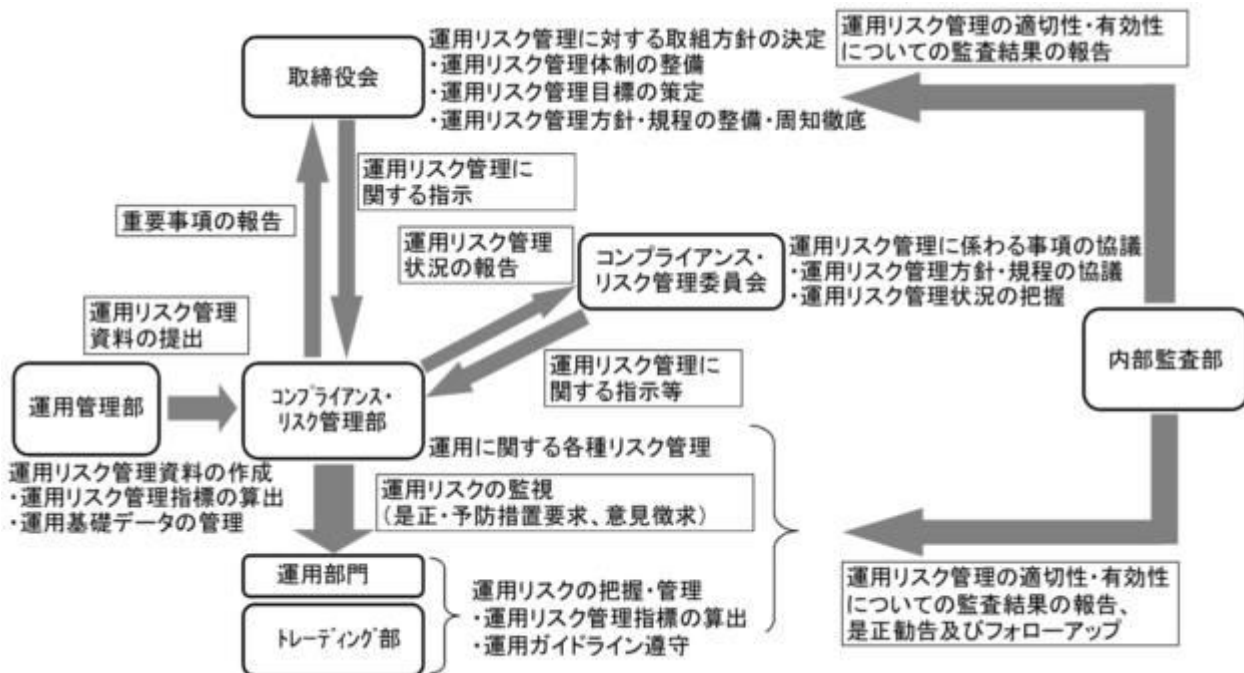 取締役会
運用リスク管理に対する取組方針の決定
・運用リスク管理体制の整備
・運用リスク管理目標の策定
・運用リスク管理方針・規程の整備・周知徹底
運用リスク管理の適切性・有効性
についての監査結果の報告
運用リスク管理に
関する指示
重要事項の報告
運用リスク管理
状況の報告
コンプライアンス・
リスク管理委員会
運用リスク管理に係わる事項の協議
・運用リスク管理方針・規程の協議
・運用リスク管理状況の把握
運用リスク管理
資料の提出
運用リスク管理に
関する指示等
内部監査部
運用管理部
コンプライアンス・
リスク管理部
運用に関する各種リスク管理
運用リスク管理資料の作成
・運用リスク管理指標の算出
・運用基礎データの管理
運用リスクの監視
（是正・予防措置要求、意見徴求）
運用部門
トレーディング部
運用リスクの把握・管理
・運用リスク管理指標の算出
・運用ガイドライン遵守
運用リスク管理の適切性・有効性
についての監査結果の報告、
是正勧告及びフォローアップ